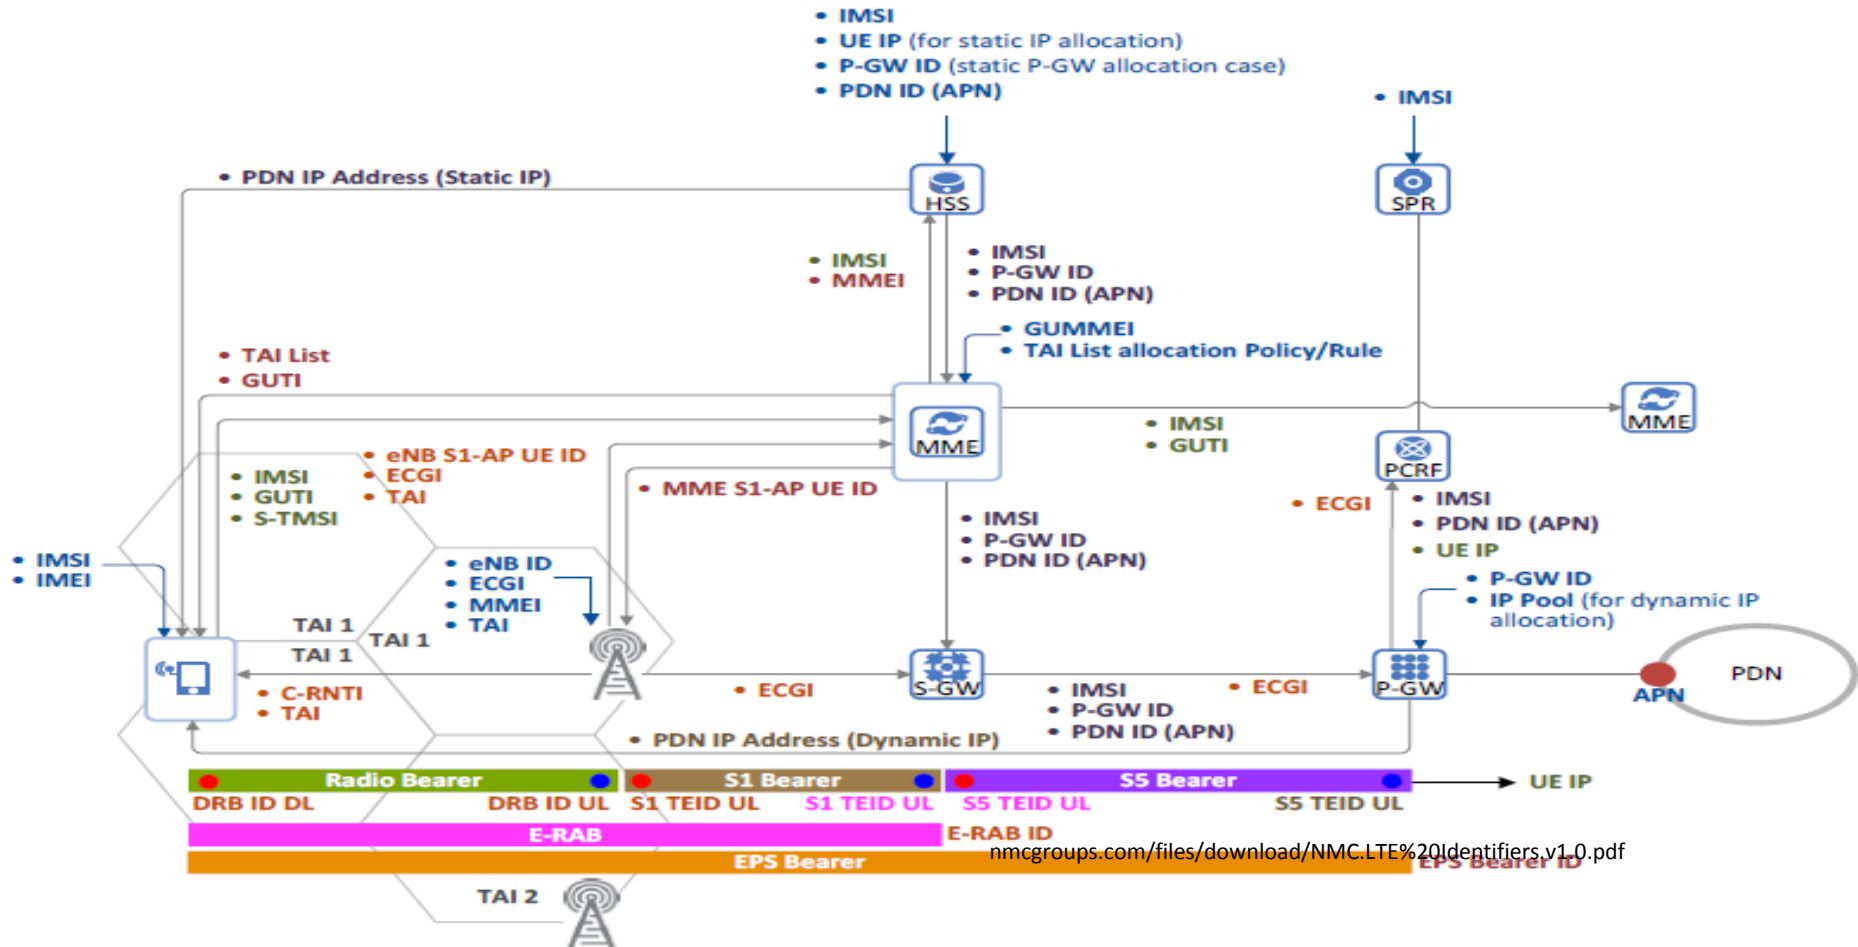 • IMSI
• UE IP (for static IP allocation)
• P-GW ID (static P-GW allocation case)
• PDN ID (APN)
• IMSI
• PDN IP Address (Static IP)
HSS
SPR
• IMSI
• MMEI
• IMSI
• P-GW ID
• PDN ID (APN)
• GUMMEI
• TAI List allocation Policy/Rule
• TAI List
• GUTI
MME
MME
• IMSI
• GUTI
PCRF
• eNB S1-AP UE ID
• ECGI
• TAI
• IMSI
• GUTI
• S-TMSI
• MME S1-AP UE ID
• ECGI
• IMSI
• PDN ID (APN)
• UE IP
• IMSI
• P-GW ID
• PDN ID (APN)
• IMSI
• IMEI
• eNB ID
• ECGI
• MMEI
• TAI
• P-GW ID
• IP Pool (for dynamic IP
allocation)
TAI 1
TAI 1
TAI 1
• C-RNTI
• TAI
• ECGI
S-GW
• IMSI
• P-GW ID
• PDN ID (APN)
• ECGI
P-GW
APN
PDN
• PDN IP Address (Dynamic IP)
Radio Bearer
S1 Bearer
S5 Bearer
UE IP
DRB ID DL
DRB ID UL
S1 TEID UL
S1 TEID UL
S5 TEID UL
S5 TEID UL
E-RAB
E-RAB ID
EPS Bearer
EPS Bearer ID
nmcgroups.com/files/download/NMC.LTE%20Identifiers.v1.0.pdf
TAI 2